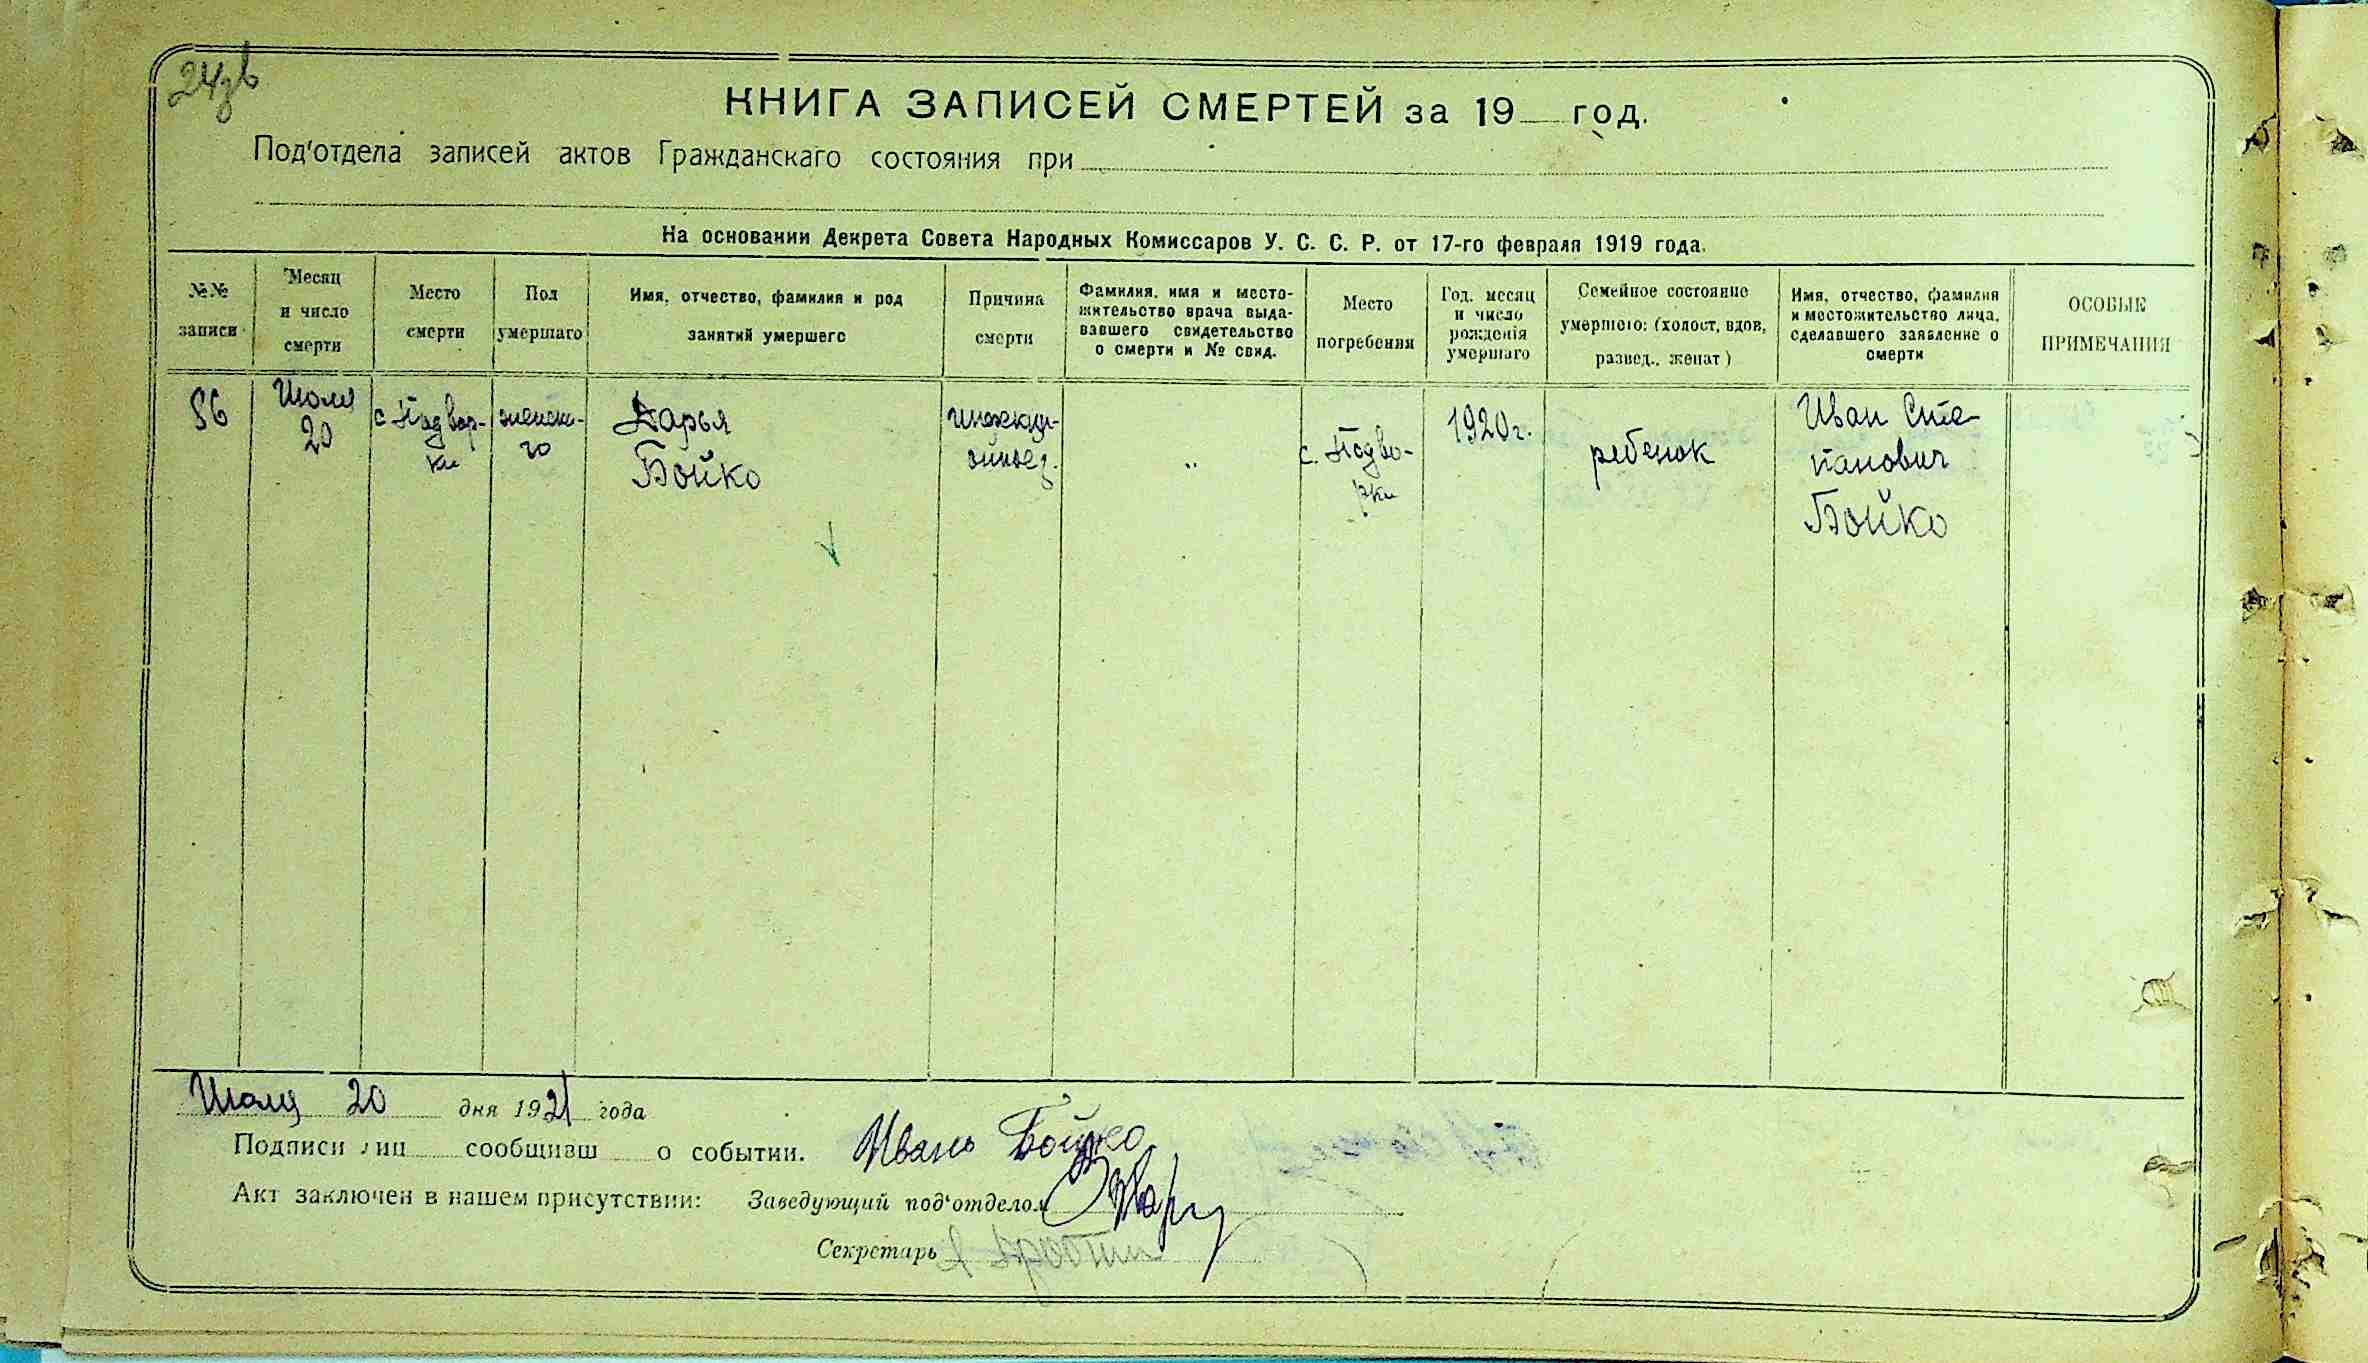 24зв
КНИГА ЗАПИСЕЙ СМЕРТЕЙ за 19 год.
Под'отдела записей актов Гражданскаго состояния при
На основании Декрета Совета Народных Комиссаров У. С. С. Р. от 17-го февраля 1919 года.
№№ записи
Месяц и число смерти
Место смерти
Пол умершаго
Имя, отчество, фамилия и род занятий умершего
Причина смерти
Фамилия, имя и местожительство врача выдававшего свидетельство о смерти и № свид.
Место погребения
Год, месяц и число рождения умершаго
Семейное состояние умершего: (холост, вдов, развед., женат)
Имя, отчество, фамилия и местожительство лица, сделавшего заявление о смерти
ОСОБЫЕ ПРИМЕЧАНИЯ
86
Июля
20
с Подвор-
ки
женско-
го
Дарья
Бойко
"
с. Подво-
рки
1920 г.
ребенок
Иван Сте-
панович
Бойко
Июля 20 дня 1921 года
Подписи лиц сообщивш о событии. Иванъ Бойко
Акт заключен в нашем присутствии: Заведующий под'отделом
Секретарь